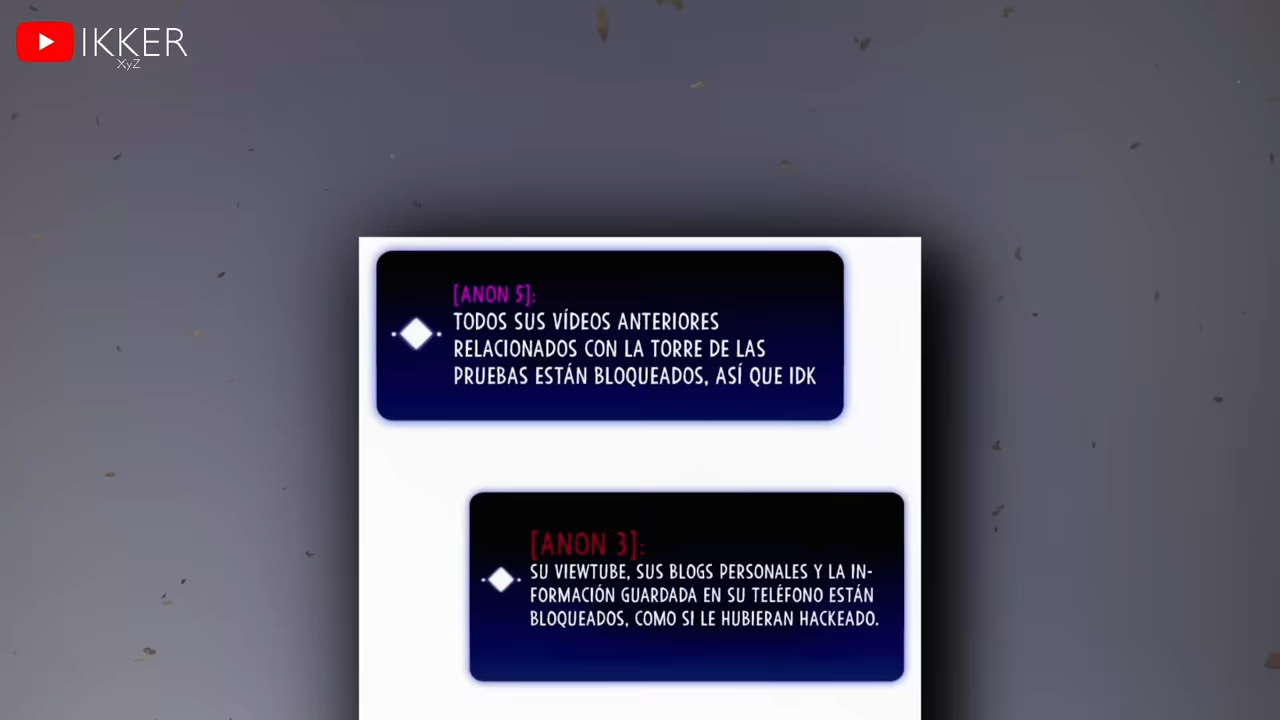 IKKER
XyZ
[ANON 5]:
TODOS SUS VÍDEOS ANTERIORES
RELACIONADOS CON LA TORRE DE LAS
PRUEBAS ESTÁN BLOQUEADOS, ASÍ QUE IDK
[ANON 3]:
SU VIEWTUBE, SUS BLOGS PERSONALES Y LA IN-
FORMACIÓN GUARDADA EN SU TELÉFONO ESTÁN
BLOQUEADOS, COMO SI LE HUBIERAN HACKEADO.